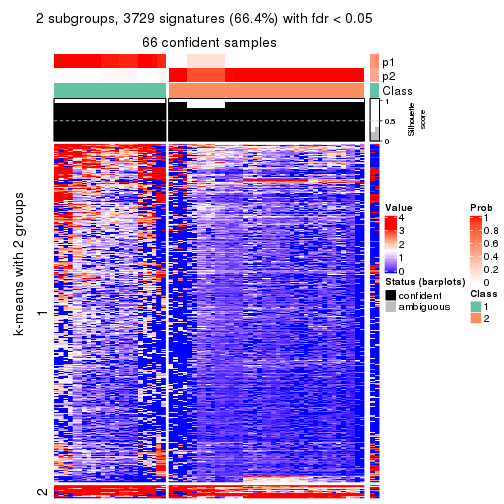 2 subgroups, 3729 signatures (66.4%) with fdr < 0.05
66 confident samples
p1
p2
Class
1
0.5
0
Silhouette
score
k-means with 2 groups
1
2
Value
4
3
2
1
0
Status (barplots)
confident
ambiguous
Prob
1
0.8
0.6
0.4
0.2
0
Class
1
2